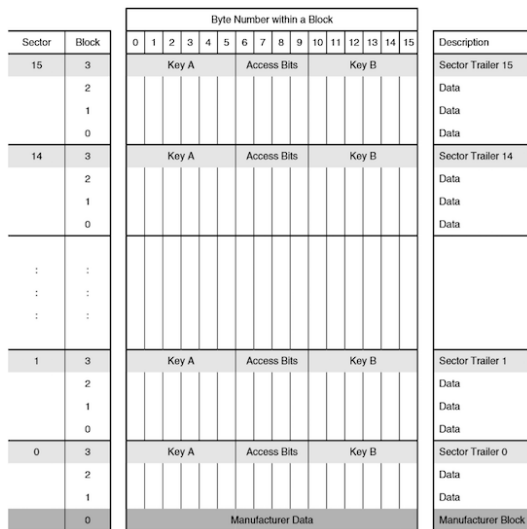 Byte Number within a Block
Sector Block 0 1 2 3 4 5 6 7 8 9 10 11 12 13 14 15 Description
15 3 Key A Access Bits Key B Sector Trailer 15
2 Data
1 Data
0 Data
14 3 Key A Access Bits Key B Sector Trailer 14
2 Data
1 Data
0 Data
: :
: :
: :
1 3 Key A Access Bits Key B Sector Trailer 1
2 Data
1 Data
0 Data
0 3 Key A Access Bits Key B Sector Trailer 0
2 Data
1 Data
0 Manufacturer Data Manufacturer Block